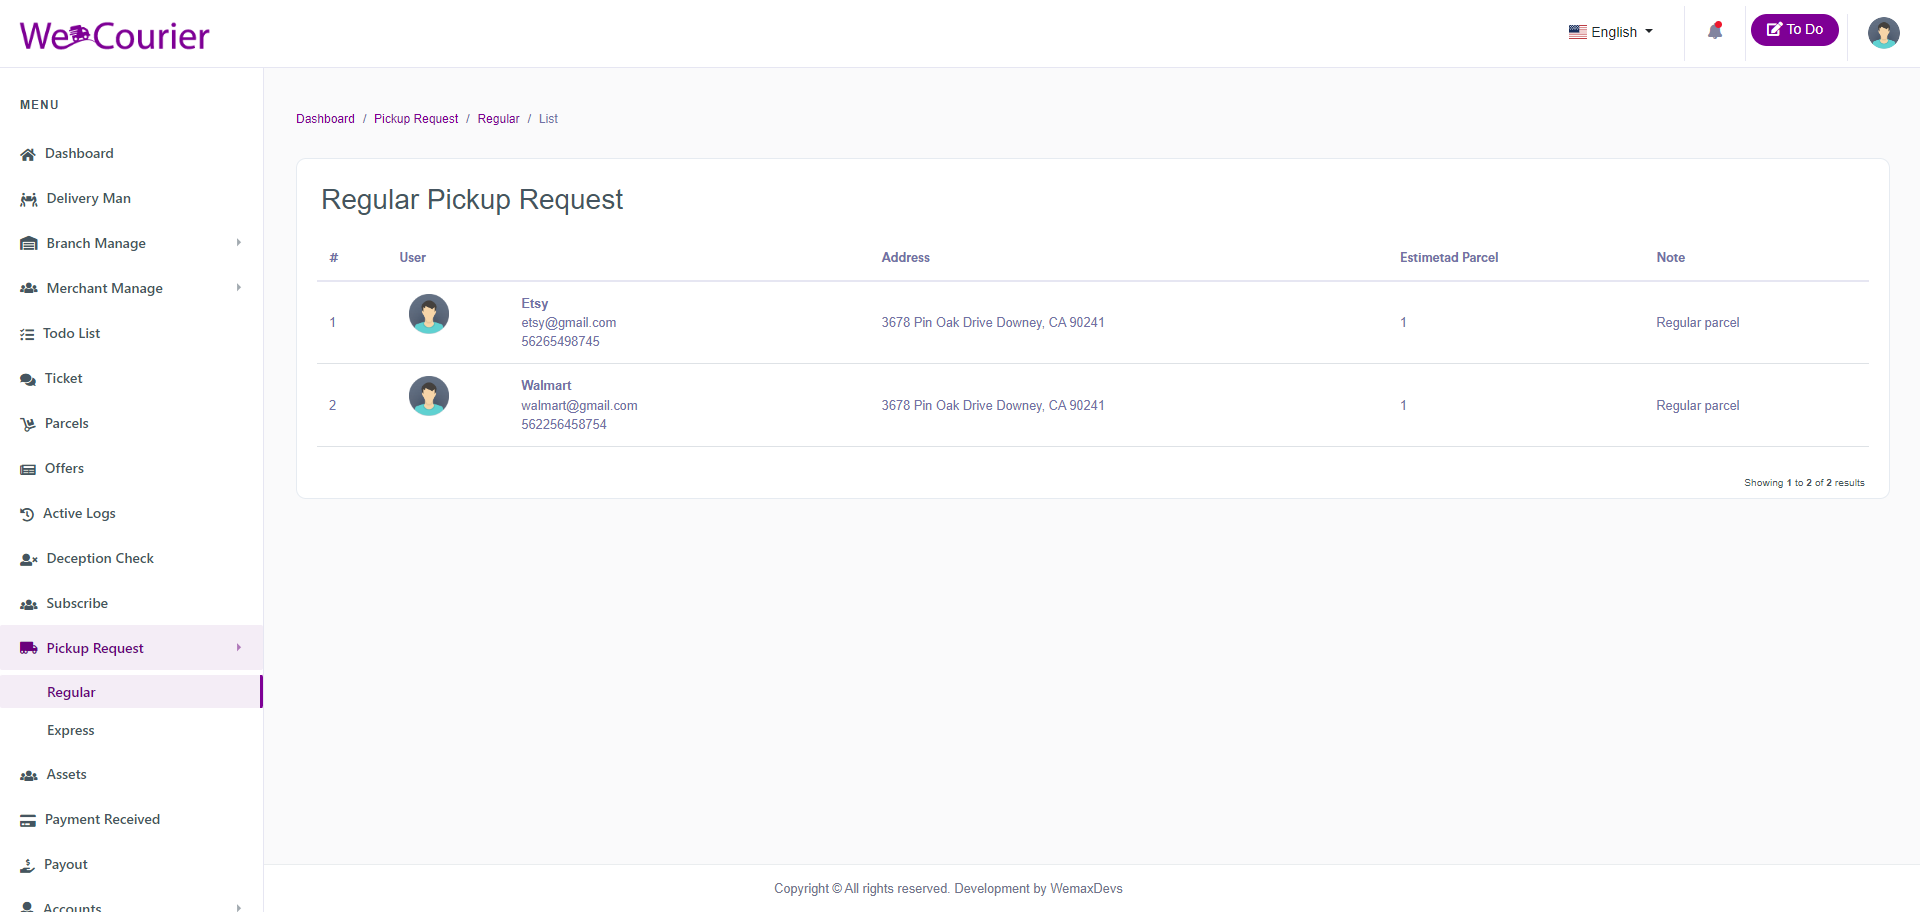 We Courier
English
To Do
MENU
Dashboard
Delivery Man
Branch Manage
Merchant Manage
Todo List
Ticket
Parcels
Offers
Active Logs
Deception Check
Subscribe
Pickup Request
Regular
Express
Assets
Payment Received
Payout
Accounts
Dashboard / Pickup Request / Regular / List
Regular Pickup Request
# User Address Estimetad Parcel Note
Etsy
1 etsy@gmail.com 3678 Pin Oak Drive Downey, CA 90241 1 Regular parcel
56265498745
Walmart
2 walmart@gmail.com 3678 Pin Oak Drive Downey, CA 90241 1 Regular parcel
562256458754
Showing 1 to 2 of 2 results
Copyright © All rights reserved. Development by WemaxDevs